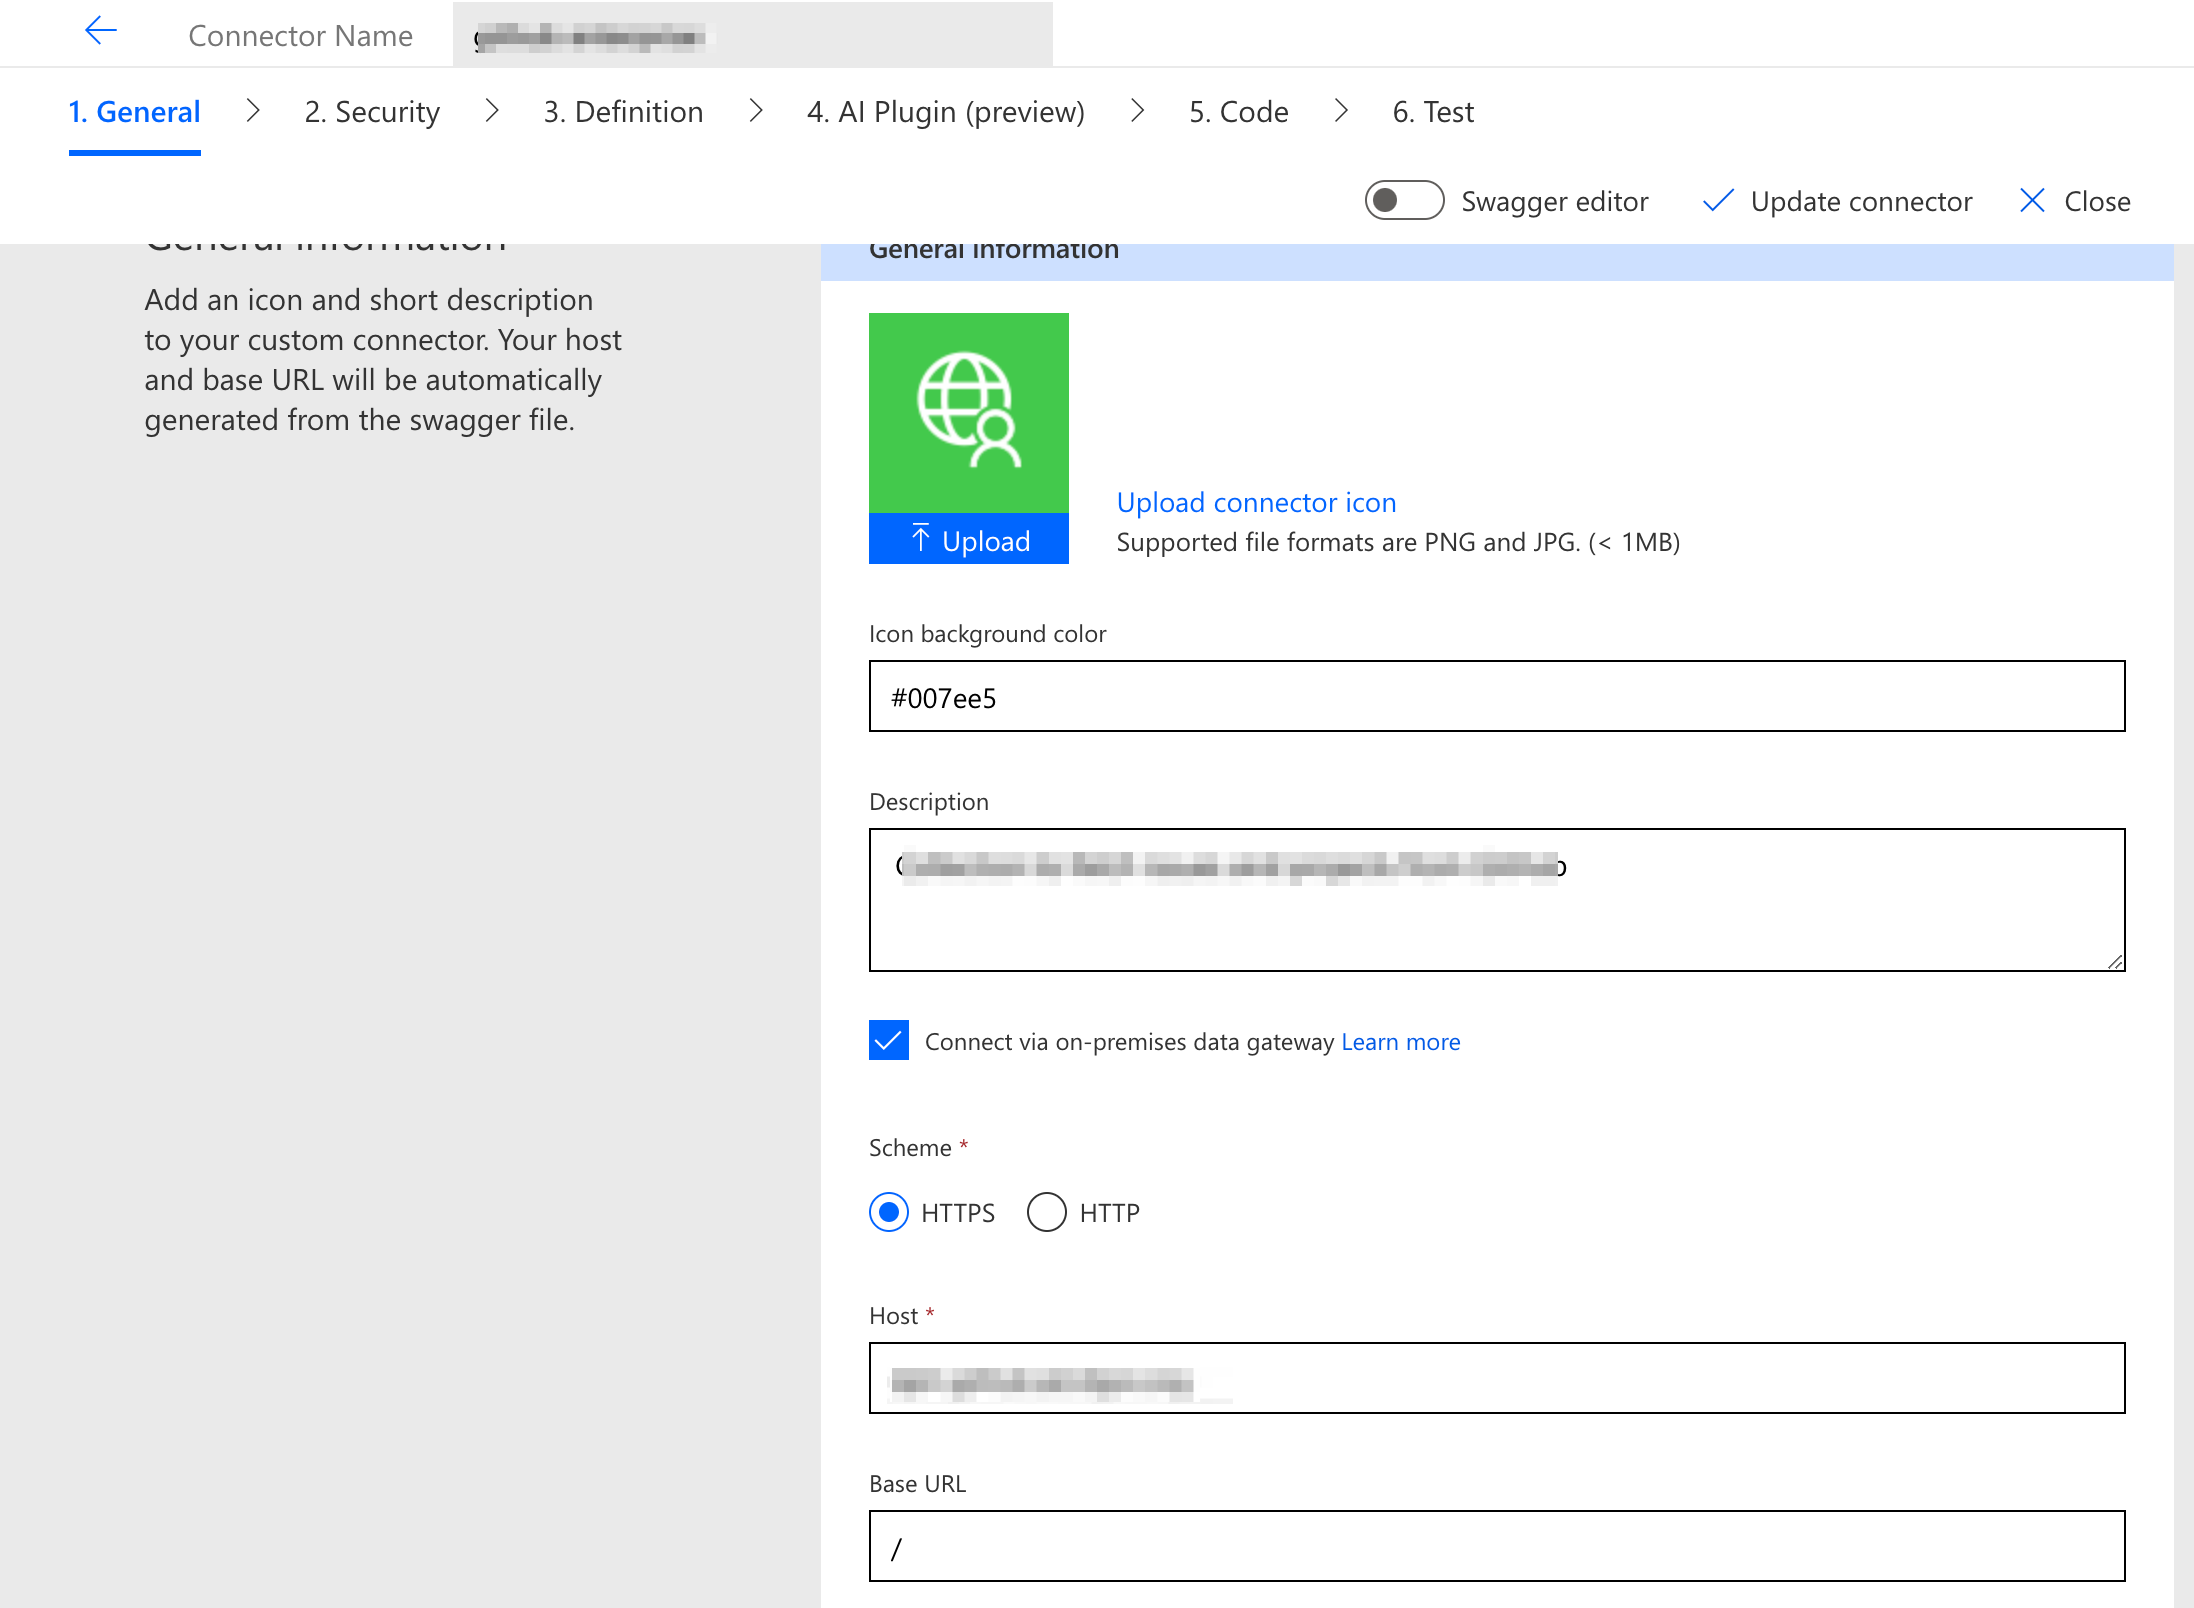 Connector Name
1. General
2. Security
3. Definition
4. AI Plugin (preview)
5. Code
6. Test
Swagger editor
Update connector
Close
General information
Add an icon and short description
to your custom connector. Your host
and base URL will be automatically
generated from the swagger file.
General information
Upload
Upload connector icon
Supported file formats are PNG and JPG. (< 1MB)
Icon background color
#007ee5
Description
Connect via on-premises data gateway Learn more
Scheme *
HTTPS
HTTP
Host *
Base URL
/